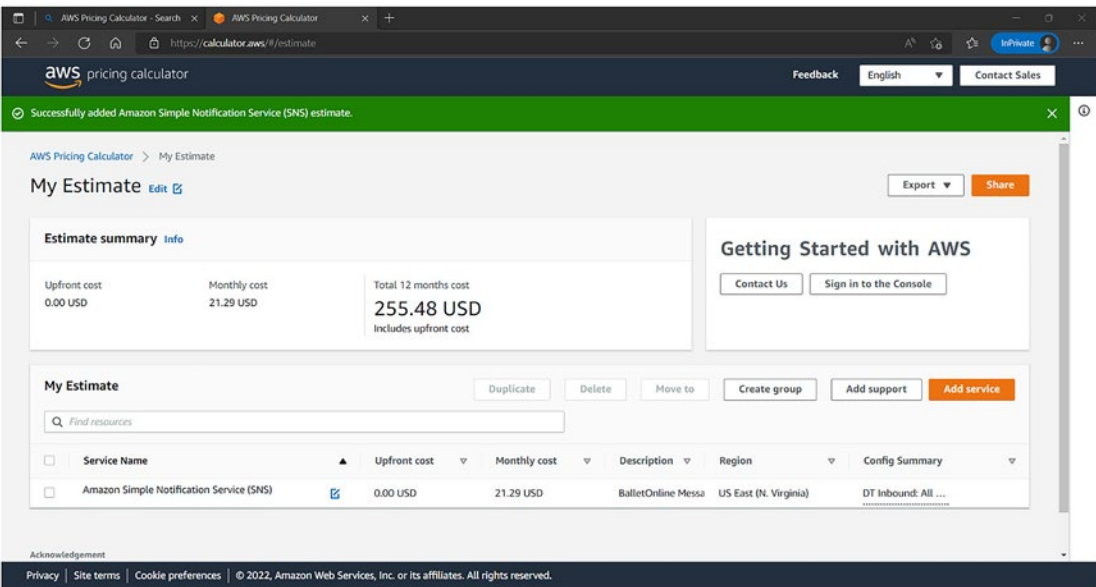 AWS Pricing Calculator - Search
AWS Pricing Calculator
https://calculator.aws/#/estimate
InPrivate
aws pricing calculator
Feedback
English
Contact Sales
Successfully added Amazon Simple Notification Service (SNS) estimate.
AWS Pricing Calculator > My Estimate
My Estimate Edit
Export
Share
Estimate summary Info
Getting Started with AWS
Upfront cost
Monthly cost
Total 12 months cost
Contact Us
Sign in to the Console
0.00 USD
21.29 USD
255.48 USD
Includes upfront cost
My Estimate
Duplicate
Delete
Move to
Create group
Add support
Add service
Find resources
Service Name
Upfront cost
Monthly cost
Description
Region
Config Summary
Amazon Simple Notification Service (SNS)
0.00 USD
21.29 USD
BalletOnline Messa
US East (N. Virginia)
DT Inbound: All ...
Acknowledgement
Privacy | Site terms | Cookie preferences | © 2022, Amazon Web Services, Inc. or its affiliates. All rights reserved.